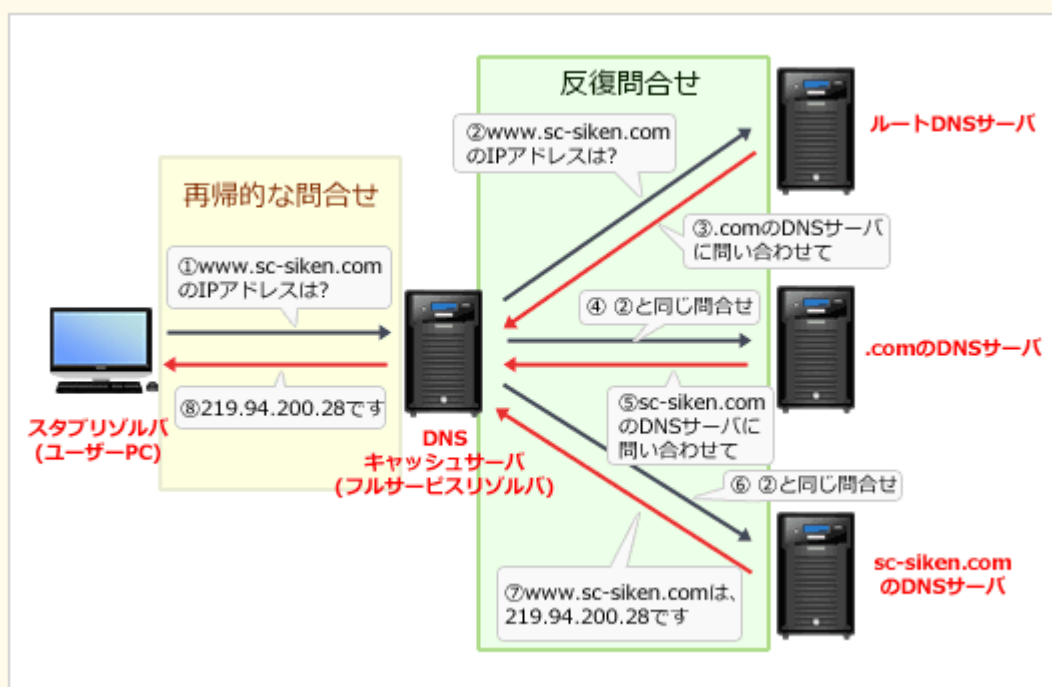 反復問合せ
②www.sc-siken.com
のIPアドレスは?
ルートDNSサーバ
再帰的な問合せ
③.comのDNSサーバ
に問い合わせて
①www.sc-siken.com
のIPアドレスは?
④ ②と同じ問合せ
.comのDNSサーバ
⑧219.94.200.28です
⑤sc-siken.com
のDNSサーバに
問い合わせて
スタブリゾルバ
(ユーザーPC)
DNS
キャッシュサーバ
(フルサービスリゾルバ)
⑥ ②と同じ問合せ
sc-siken.com
のDNSサーバ
⑦www.sc-siken.comは、
219.94.200.28です